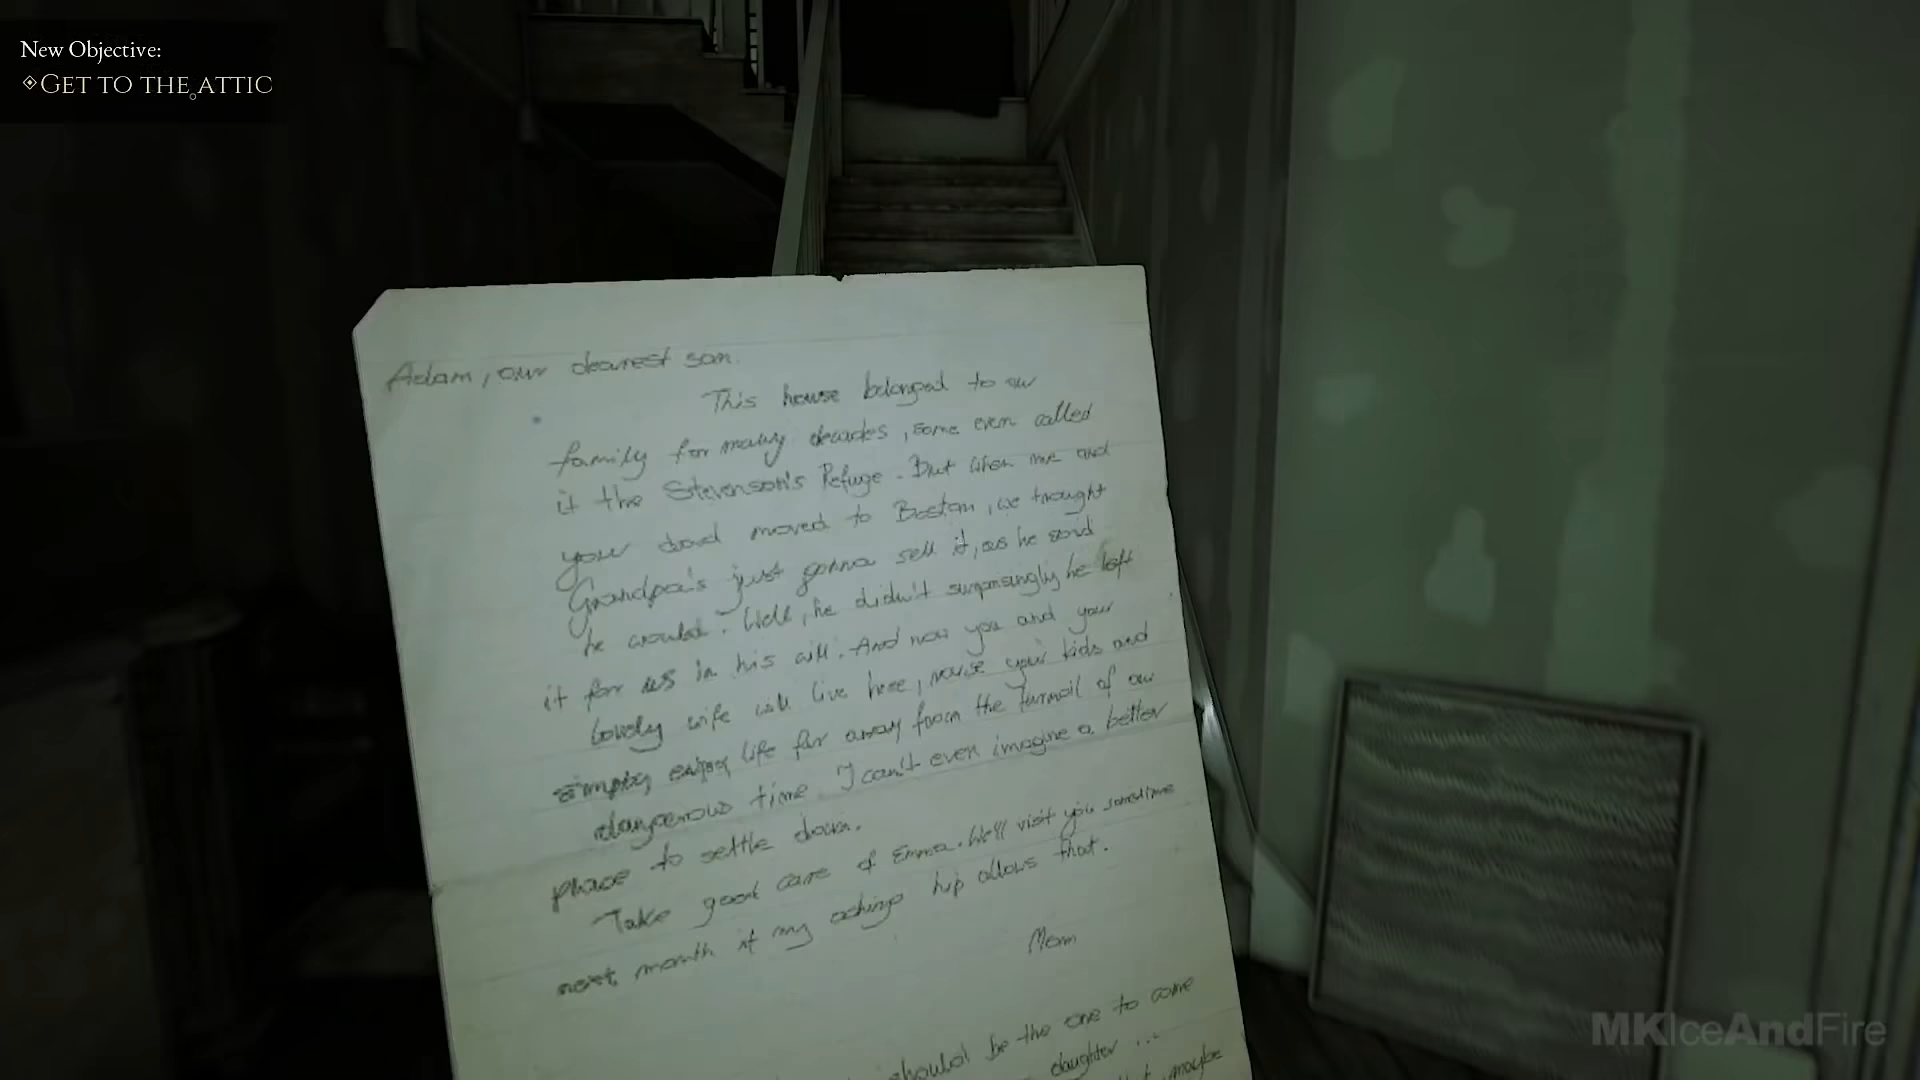 New Objective:
GET TO THE ATTIC
Adam, our dearest son.
This house belonged to our
family for many decades, some even called
it the Stevenson's Refuge. But when me and
your dad moved to Boston, we trought
Grandpa's just gonna sell it, as he said
he would. Well, he didn't surprisingly he left
it for us in his will. And now you and your
lovely wife will live here, raise your kids and
simply enjoy life far away from the turmoil of our
dangerous time. I can't even imagine a better
place to settle down.
Take good care of Emma. We'll visit you sometime
next month if my aching hip allows that.
Mom
should be the one to come
daughter ...
maybe
MKIceAndFire